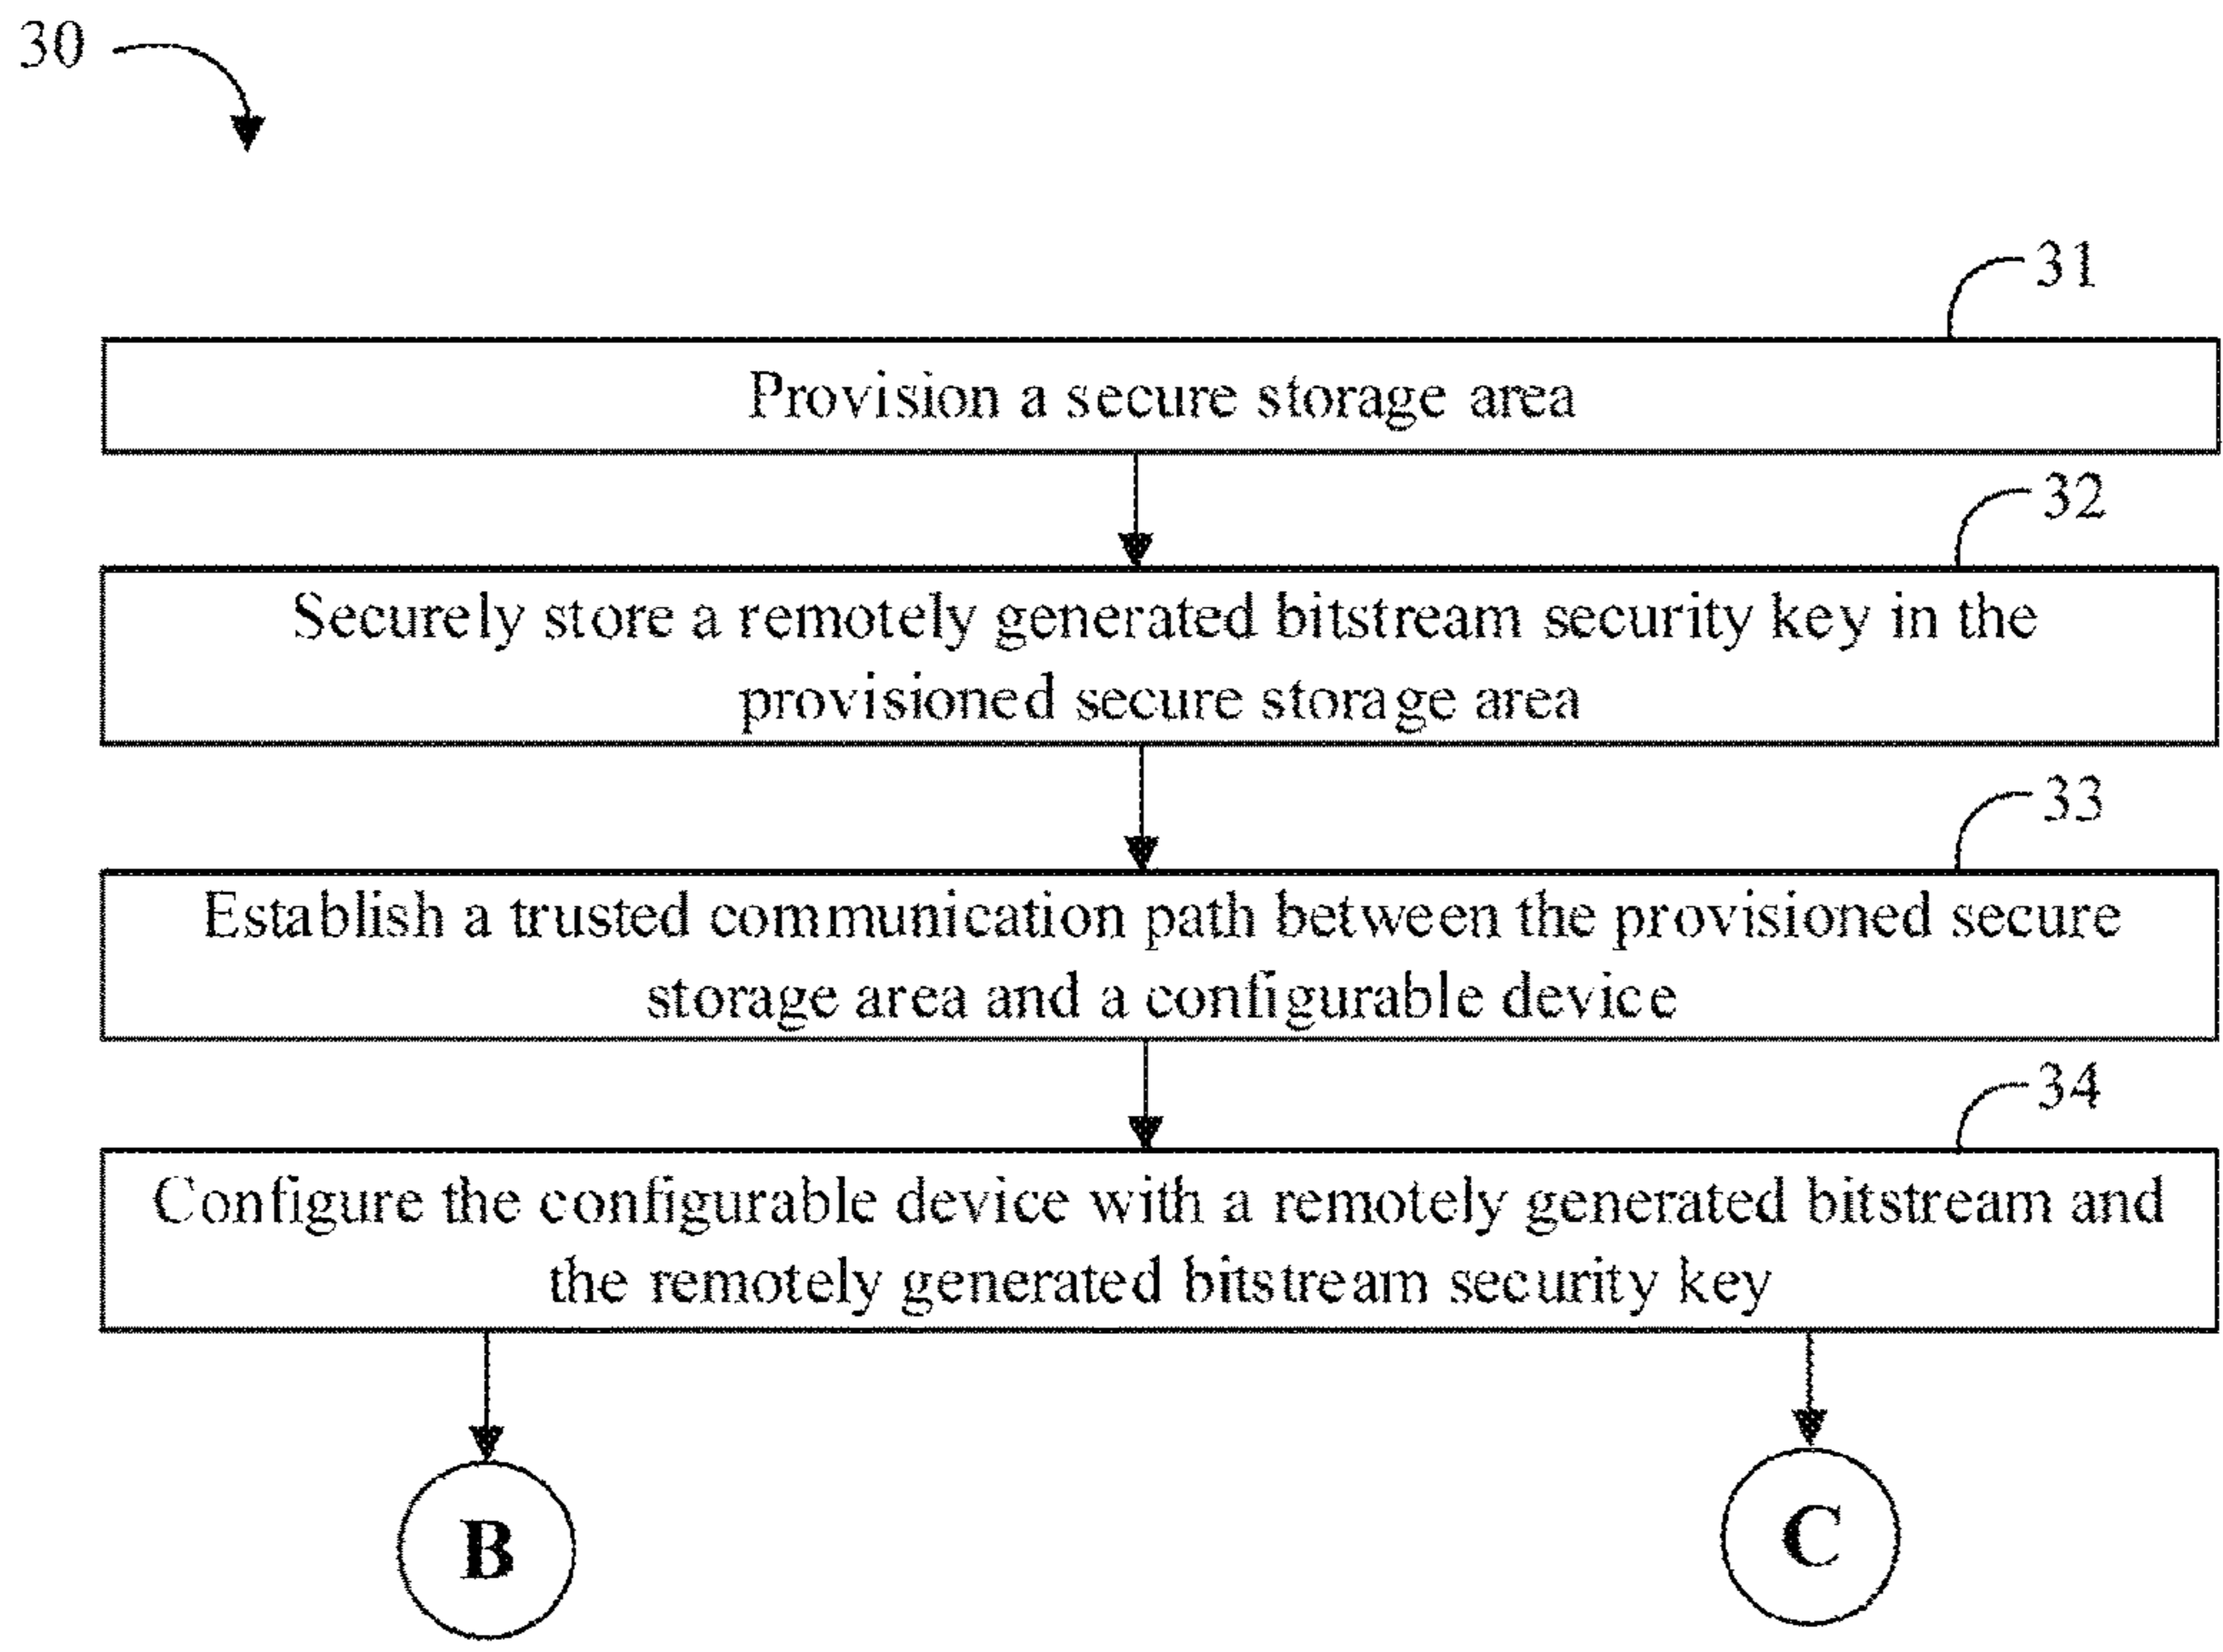 30
31
Provision a secure storage area
32
Securely store a remotely generated bitstream security key in the
provisioned secure storage area
33
Establish a trusted communication path between the provisioned secure
storage area and a configurable device
34
Configure the configurable device with a remotely generated bitstream and
the remotely generated bitstream security key
B
C